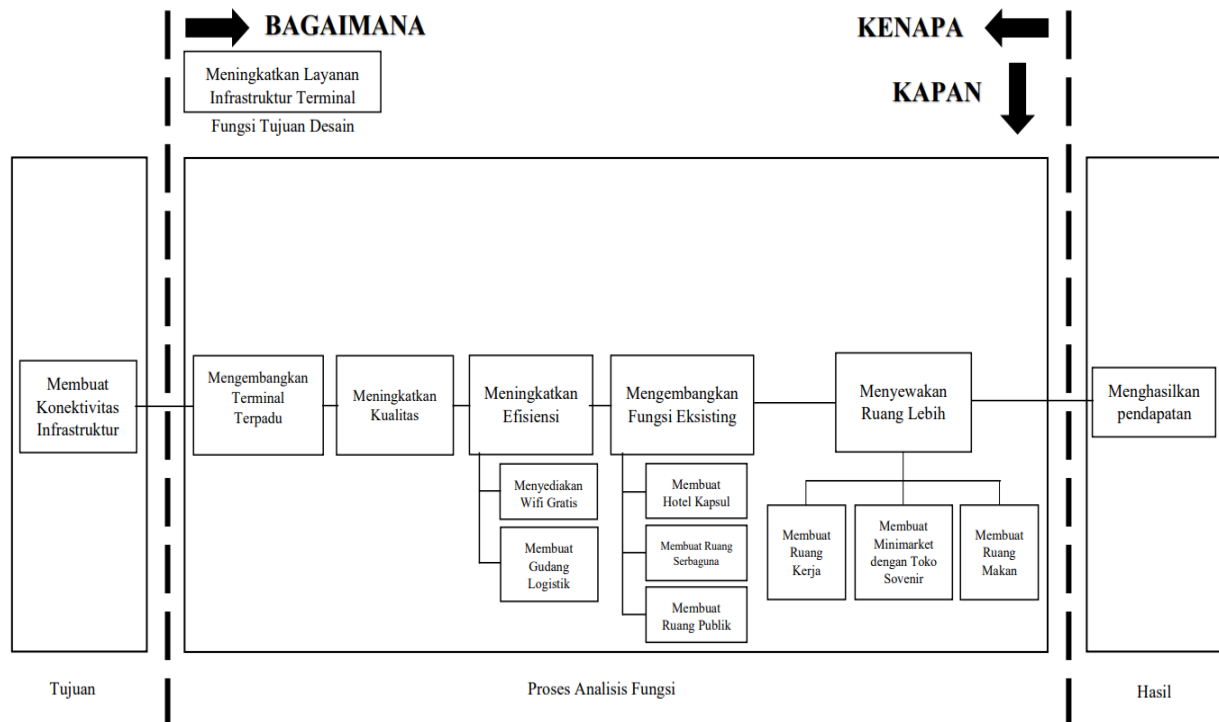 BAGAIMANA
KENAPA
KAPAN
Meningkatkan Layanan
Infrastruktur Terminal
Fungsi Tujuan Desain
Membuat
Konektivitas
Infrastruktur
Mengembangkan
Terminal
Terpadu
Meningkatkan
Kualitas
Meningkatkan
Efisiensi
Mengembangkan
Fungsi Eksisting
Menyewakan
Ruang Lebih
Menghasilkan
pendapatan
Menyediakan
Wifi Gratis
Membuat
Gudang
Logistik
Membuat
Hotel Kapsul
Membuat Ruang
Serbaguna
Membuat
Ruang Publik
Membuat
Ruang
Kerja
Membuat
Minimarket
dengan Toko
Sovenir
Membuat
Ruang
Makan
Tujuan
Proses Analisis Fungsi
Hasil